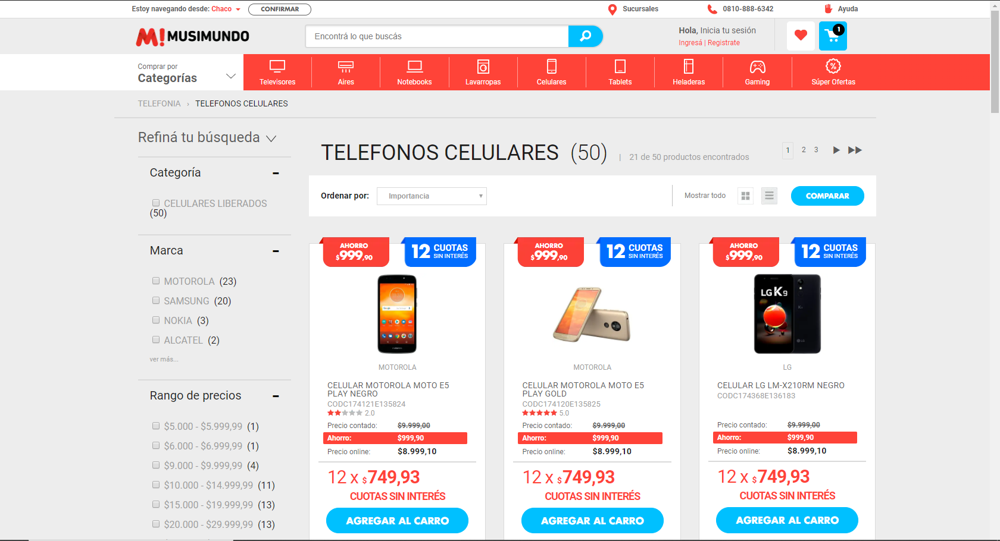 Estoy navegando desde: Chaco
CONFIRMAR
Sucursales
0810-888-6342
Ayuda
M! MUSIMUNDO
Encontrá lo que buscás
Hola, Inicia tu sesión
Ingresá | Registrate
1
Comprar por
Categorías
Televisores
Aires
Notebooks
Lavarropas
Celulares
Tablets
Heladeras
Gaming
Súper Ofertas
TELEFONIA › TELEFONOS CELULARES
Refiná tu búsqueda
Categoría
CELULARES LIBERADOS
(50)
Marca
MOTOROLA (23)
SAMSUNG (20)
NOKIA (3)
ALCATEL (2)
ver más...
Rango de precios
$5.000 - $5.999,99 (1)
$6.000 - $6.999,99 (1)
$9.000 - $9.999,99 (4)
$10.000 - $14.999,99 (11)
$15.000 - $19.999,99 (13)
$20.000 - $29.999,99 (13)
TELEFONOS CELULARES (50) | 21 de 50 productos encontrados
1 2 3
Ordenar por: Importancia
Mostrar todo
COMPARAR
AHORRO
$999,90
12 CUOTAS
SIN INTERÉS
MOTOROLA
CELULAR MOTOROLA MOTO E5
PLAY NEGRO
CODC174121E135824
2.0
Precio contado: $9.999,00
Ahorro: $999,90
Precio online: $8.999,10
12 x $749,93
CUOTAS SIN INTERÉS
AGREGAR AL CARRO
AHORRO
$999,90
12 CUOTAS
SIN INTERÉS
MOTOROLA
CELULAR MOTOROLA MOTO E5
PLAY GOLD
CODC174120E135825
5.0
Precio contado: $9.999,00
Ahorro: $999,90
Precio online: $8.999,10
12 x $749,93
CUOTAS SIN INTERÉS
AGREGAR AL CARRO
AHORRO
$999,90
12 CUOTAS
SIN INTERÉS
LG K9
LG
CELULAR LG LM-X210RM NEGRO
CODC174368E136183
Precio contado: $9.999,00
Ahorro: $999,90
Precio online: $8.999,10
12 x $749,93
CUOTAS SIN INTERÉS
AGREGAR AL CARRO